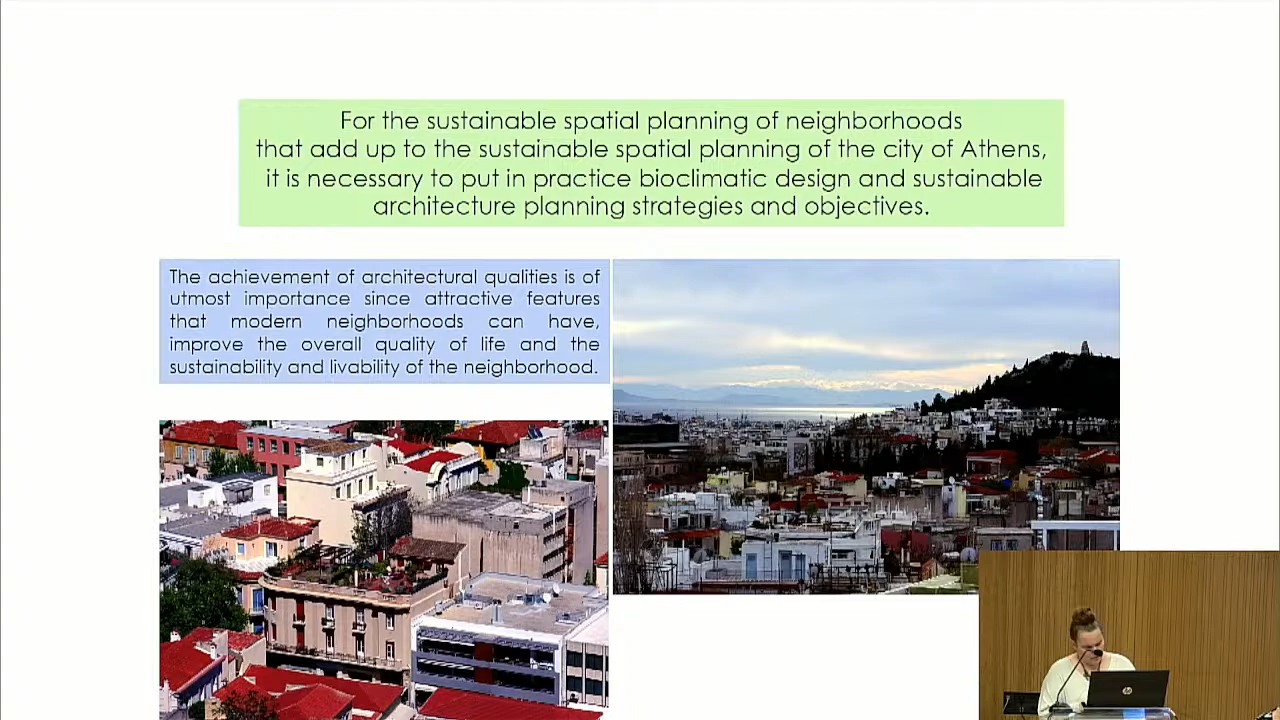 For the sustainable spatial planning of neighborhoods
that add up to the sustainable spatial planning of the city of Athens,
it is necessary to put in practice bioclimatic design and sustainable
architecture planning strategies and objectives.
The achievement of architectural qualities is of
utmost importance since attractive features
that modern neighborhoods can have,
improve the overall quality of life and the
sustainability and livability of the neighborhood.
hp